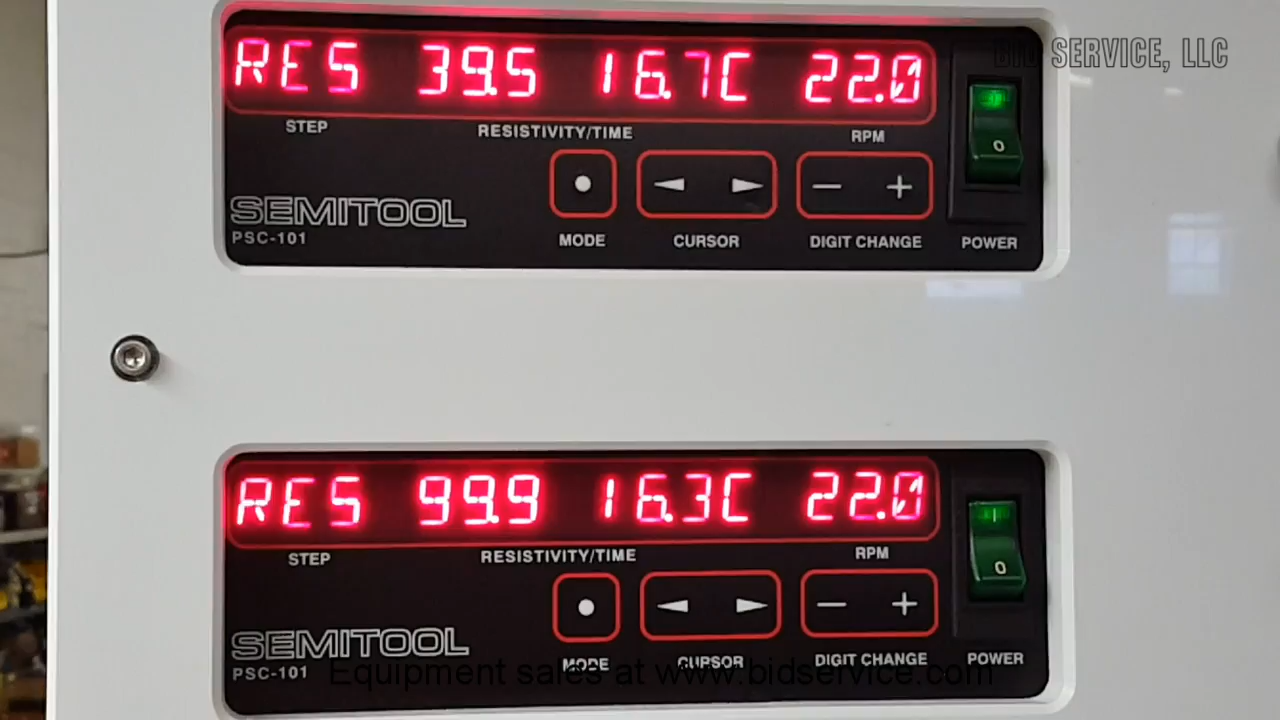 BID SERVICE, LLC
RES 39.5 16.7C 22.0
STEP RESISTIVITY/TIME RPM
0
SEMITOOL
PSC-101
MODE CURSOR DIGIT CHANGE POWER
RES 99.9 16.3C 22.0
STEP RESISTIVITY/TIME RPM
0
SEMITOOL
PSC-101
MODE CURSOR DIGIT CHANGE POWER
Equipment sales at www.bidservice.com